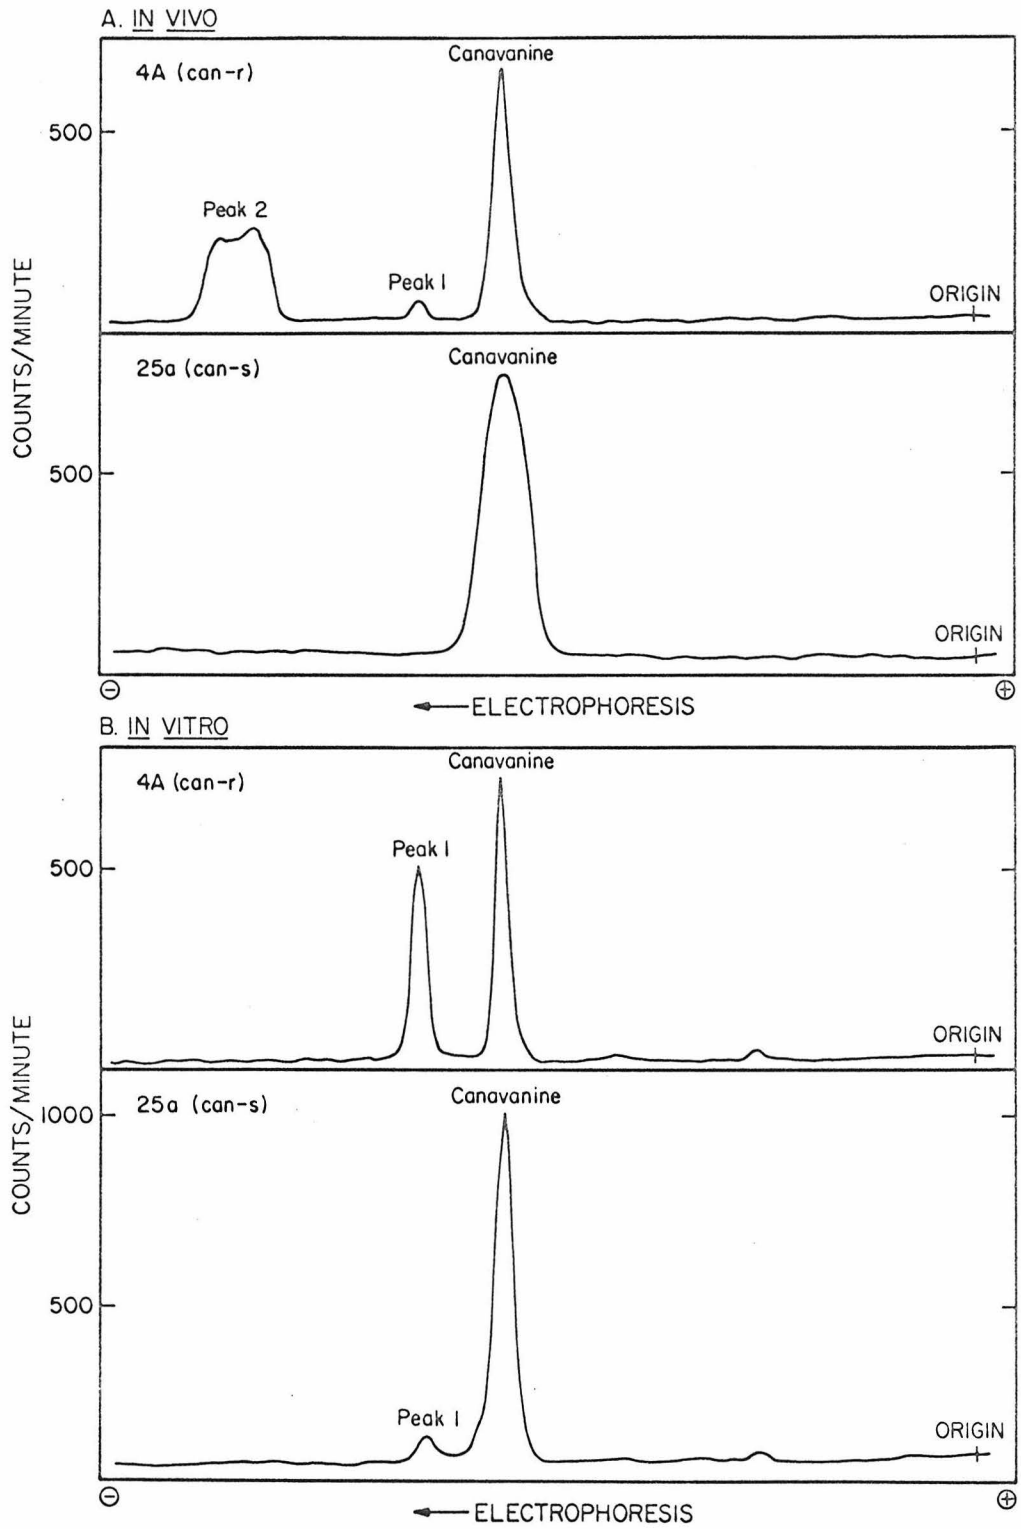 A. IN VIVO
4A (can-r)
Canavanine
500
Peak 2
Peak 1
ORIGIN
25a (can-s)
Canavanine
500
ORIGIN
COUNTS/MINUTE
⊖
⊕
ELECTROPHORESIS
B. IN VITRO
4A (can-r)
Canavanine
Peak 1
500
ORIGIN
25a (can-s)
Canavanine
1000
500
Peak 1
ORIGIN
COUNTS/MINUTE
⊖
⊕
ELECTROPHORESIS